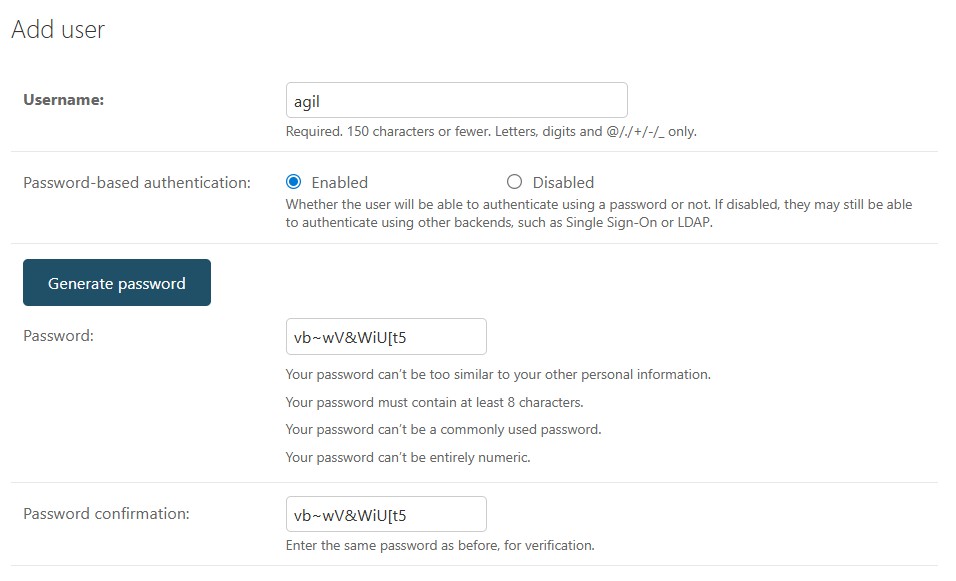 Add user
Username:
agil
Required. 150 characters or fewer. Letters, digits and @/./+/-/_ only.
Password-based authentication:
Enabled
Disabled
Whether the user will be able to authenticate using a password or not. If disabled, they may still be able
to authenticate using other backends, such as Single Sign-On or LDAP.
Generate password
Password:
vb~wV&WiU[t5
Your password can’t be too similar to your other personal information.
Your password must contain at least 8 characters.
Your password can’t be a commonly used password.
Your password can’t be entirely numeric.
Password confirmation:
vb~wV&WiU[t5
Enter the same password as before, for verification.